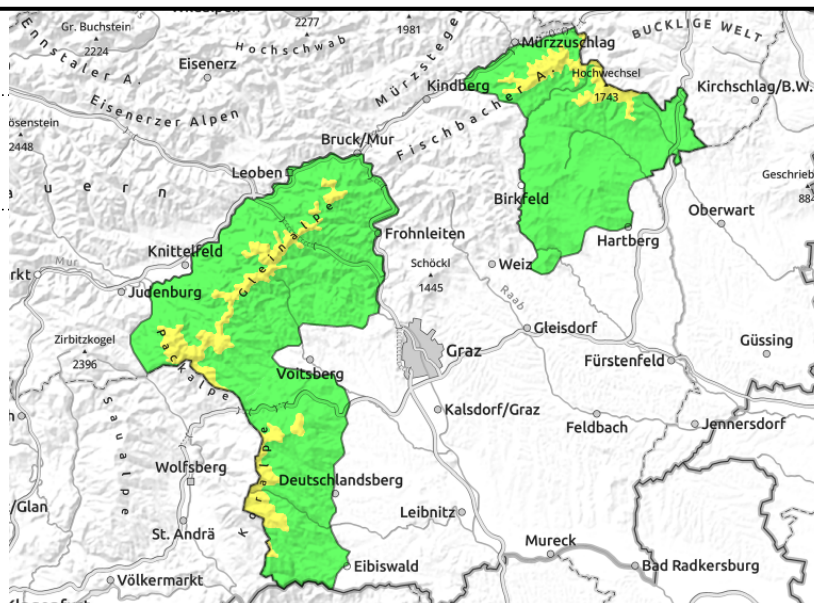 Gr. Buchstein
2224
2277
1981
Ennstaler A.
Hochschwab
Mürzsteger
Mürzzuschlag
BUCKLIGE WELT
Eisenerz
Kindberg
Hochwechsel
1743
Kirchschlag/B.W.
Eisenerzer Alpen
Fischbacher A.
ösenstein
2448
Bruck/Mur
Leoben
auern
Birkfeld
Geschrieb
884
Oberwart
Gleinalpe
Frohnleiten
Hartberg
Knittelfeld
Schöckl
1445
Weiz
Mur
rkt
Judenburg
Raab
Zirbitzkogel
2396
Packalpe
Graz
Gleisdorf
Güssing
Fürstenfeld
Voitsberg
Saualpe
Kalsdorf/Graz
Feldbach
Jennersdorf
Koralpe
Wolfsberg
Deutschlandsberg
/Glan
Leibnitz
St. Andrä
Mureck
Eibiswald
Bad Radkersburg
Völkermarkt